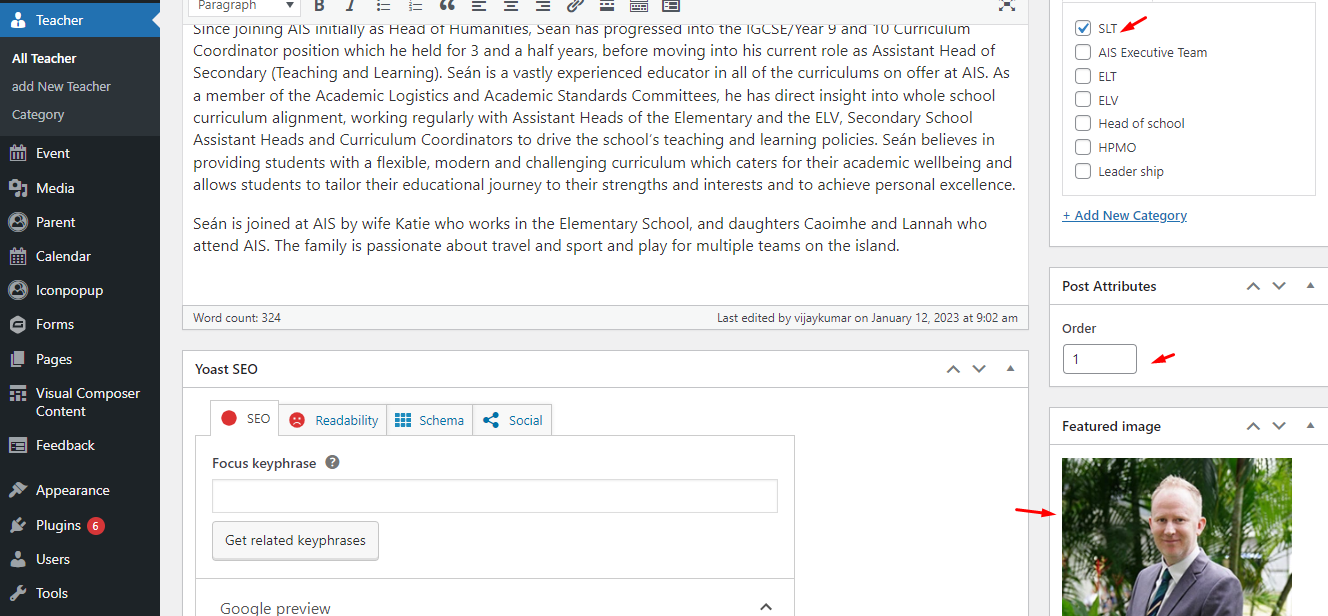 Teacher
All Teacher
add New Teacher
Category
Event
Media
Parent
Calendar
Iconpopup
Forms
Pages
Visual Composer
Content
Feedback
Appearance
Plugins 6
Users
Tools
Paragraph
Since joining AIS initially as Head of Humanities, Seán has progressed into the IGCSE/Year 9 and 10 Curriculum
Coordinator position which he held for 3 and a half years, before moving into his current role as Assistant Head of
Secondary (Teaching and Learning). Seán is a vastly experienced educator in all of the curriculums on offer at AIS. As
a member of the Academic Logistics and Academic Standards Committees, he has direct insight into whole school
curriculum alignment, working regularly with Assistant Heads of the Elementary and the ELV, Secondary School
Assistant Heads and Curriculum Coordinators to drive the school's teaching and learning policies. Seán believes in
providing students with a flexible, modern and challenging curriculum which caters for their academic wellbeing and
allows students to tailor their educational journey to their strengths and interests and to achieve personal excellence.
Seán is joined at AIS by wife Katie who works in the Elementary School, and daughters Caoimhe and Lannah who
attend AIS. The family is passionate about travel and sport and play for multiple teams on the island.
Word count: 324
Last edited by vijaykumar on January 12, 2023 at 9:02 am
Yoast SEO
SEO
Readability
Schema
Social
Focus keyphrase
Get related keyphrases
Google preview
SLT
AIS Executive Team
ELT
ELV
Head of school
HPMO
Leader ship
+ Add New Category
Post Attributes
Order
1
Featured image